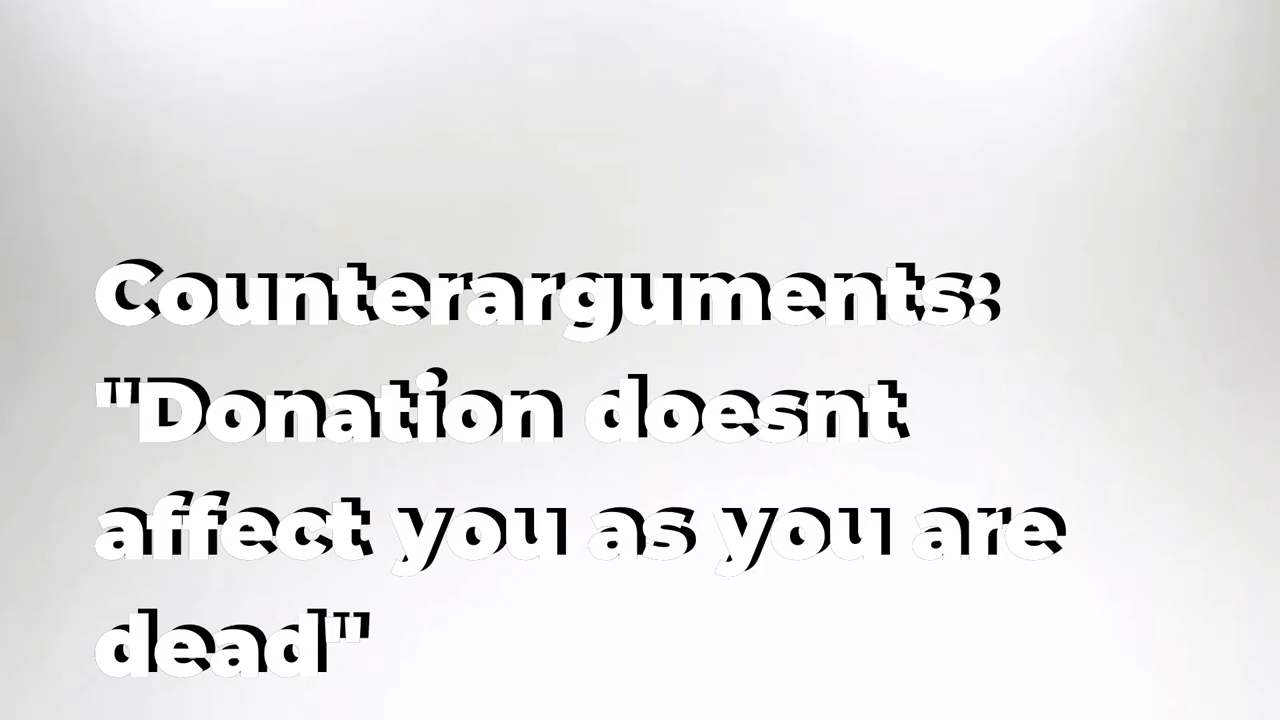 Counterarguments:
"Donation doesnt
affect you as you are
dead"